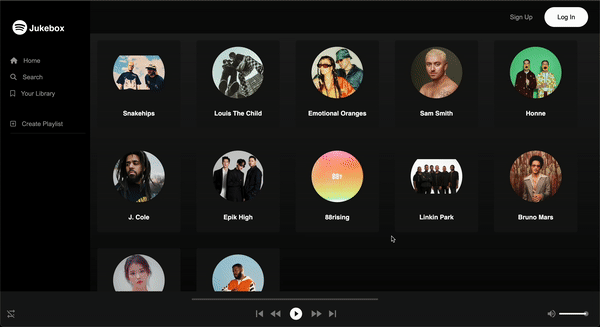 Jukebox
Sign Up
Log In
Home
Search
Your Library
Create Playlist
Snakehips
Louis The Child
Emotional Oranges
Sam Smith
Honne
J. Cole
Epik High
88rising
Linkin Park
Bruno Mars